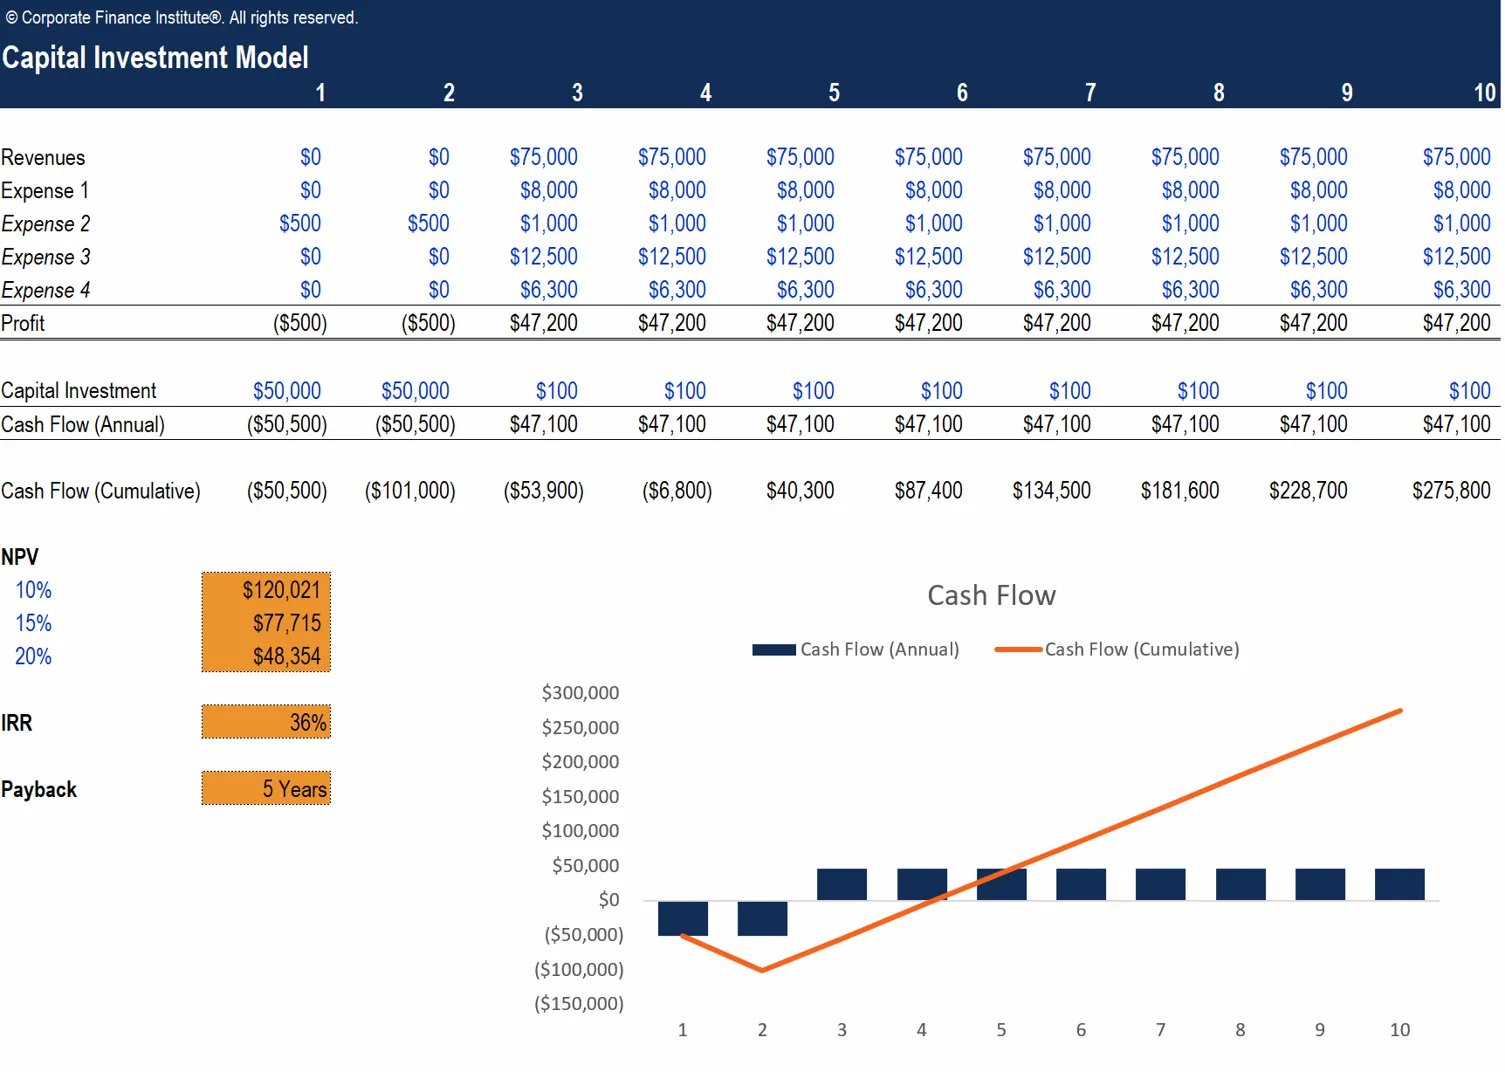 © Corporate Finance Institute®. All rights reserved.
Capital Investment Model
1 2 3 4 5 6 7 8 9 10
Revenues $0 $0 $75,000 $75,000 $75,000 $75,000 $75,000 $75,000 $75,000 $75,000
Expense 1 $0 $0 $8,000 $8,000 $8,000 $8,000 $8,000 $8,000 $8,000 $8,000
Expense 2 $500 $500 $1,000 $1,000 $1,000 $1,000 $1,000 $1,000 $1,000 $1,000
Expense 3 $0 $0 $12,500 $12,500 $12,500 $12,500 $12,500 $12,500 $12,500 $12,500
Expense 4 $0 $0 $6,300 $6,300 $6,300 $6,300 $6,300 $6,300 $6,300 $6,300
Profit ($500) ($500) $47,200 $47,200 $47,200 $47,200 $47,200 $47,200 $47,200 $47,200
Capital Investment $50,000 $50,000 $100 $100 $100 $100 $100 $100 $100 $100
Cash Flow (Annual) ($50,500) ($50,500) $47,100 $47,100 $47,100 $47,100 $47,100 $47,100 $47,100 $47,100
Cash Flow (Cumulative) ($50,500) ($101,000) ($53,900) ($6,800) $40,300 $87,400 $134,500 $181,600 $228,700 $275,800
NPV
10% $120,021
15% $77,715
20% $48,354
IRR 36%
Payback 5 Years
Cash Flow
Cash Flow (Annual) Cash Flow (Cumulative)
$300,000
$250,000
$200,000
$150,000
$100,000
$50,000
$0
($50,000)
($100,000)
($150,000)
1 2 3 4 5 6 7 8 9 10